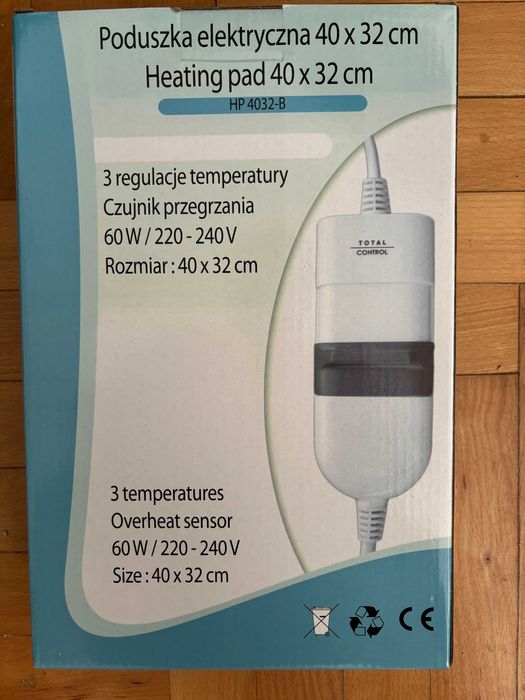 Poduszka elektryczna 40 x 32 cm
Heating pad 40 x 32 cm
HP 4032-B
3 regulacje temperatury
Czujnik przegrzania
60 W / 220 - 240 V
Rozmiar : 40 x 32 cm
TOTAL
CONTROL
3 temperatures
Overheat sensor
60 W / 220 - 240 V
Size : 40 x 32 cm
CE